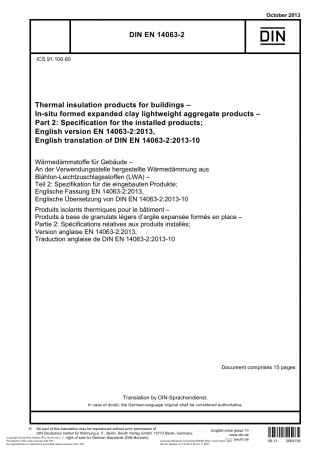 October 2013
DIN EN 14063-2
DIN
ICS 91.100.60
Thermal insulation products for buildings –
In-situ formed expanded clay lightweight aggregate products –
Part 2: Specification for the installed products;
English version EN 14063-2:2013,
English translation of DIN EN 14063-2:2013-10
Wärmedämmstoffe für Gebäude –
An der Verwendungsstelle hergestellte Wärmedämmung aus
Blähton-Leichtzuschlagsstoffen (LWA) –
Teil 2: Spezifikation für die eingebauten Produkte;
Englische Fassung EN 14063-2:2013,
Englische Übersetzung von DIN EN 14063-2:2013-10
Produits isolants thermiques pour le bâtiment –
Produits à base de granulats légers d'argile expansée formés en place –
Partie 2: Spécifications relatives aux produits installés;
Version anglaise EN 14063-2:2013,
Traduction anglaise de DIN EN 14063-2:2013-10
Document comprises 15 pages
Translation by DIN-Sprachendienst.
In case of doubt, the German-language original shall be considered authoritative.
No part of this translation may be reproduced without prior permission of
DIN Deutsches Institut für Normung e. V., Berlin. Beuth Verlag GmbH, 10772 Berlin, Germany,
right of sale for German Standards (DIN-Normen).
English price group 10
www.din.de
www.beuth.de